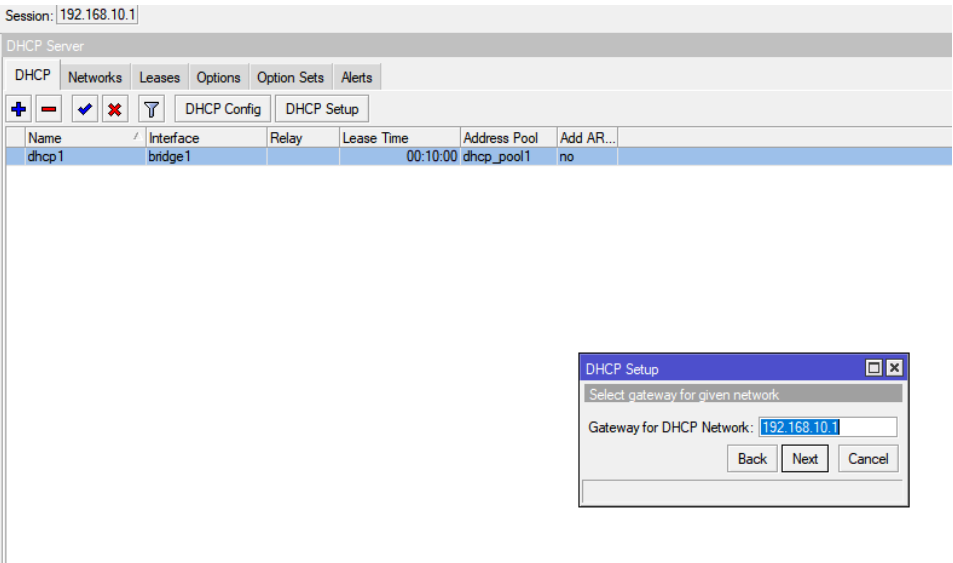 Session: 192.168.10.1
DHCP Server
DHCP Networks Leases Options Option Sets Alerts
DHCP Config DHCP Setup
Name Interface Relay Lease Time Address Pool Add AR...
dhcp1 bridge1 00:10:00 dhcp_pool1 no
DHCP Setup
Select gateway for given network
Gateway for DHCP Network: 192.168.10.1
Back Next Cancel